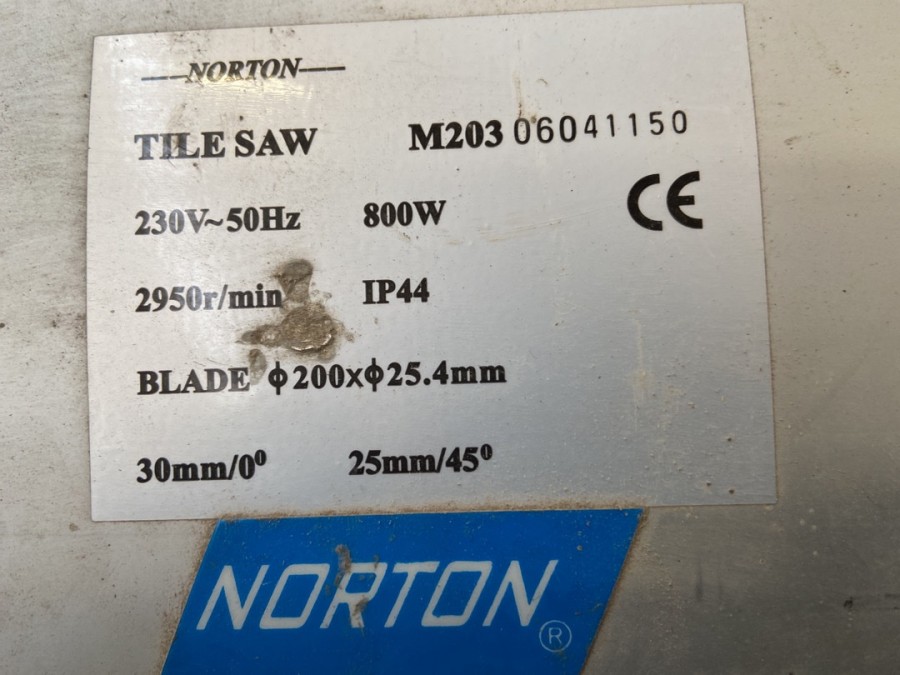 NORTON
TILE SAW M203 06041150
230V~50Hz 800W CE
2950r/min IP44
BLADE ϕ200xϕ25.4mm
30mm/0⁰ 25mm/45⁰
NORTON ®